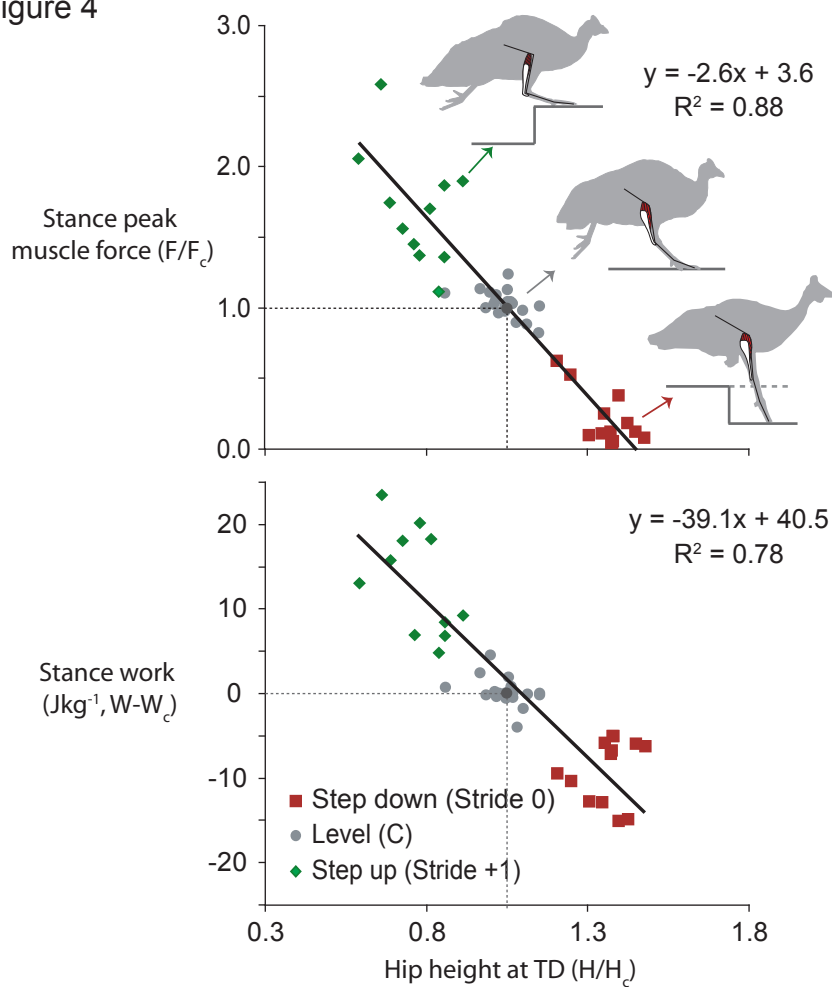 igure 4
3.0
2.0
1.0
0.0
Stance peak
muscle force (F/Fc)
y = -2.6x + 3.6
R² = 0.88
20
10
0
-10
-20
Stance work
(Jkg⁻¹, W-Wc)
y = -39.1x + 40.5
R² = 0.78
Step down (Stride 0)
Level (C)
Step up (Stride +1)
0.3 0.8 1.3 1.8
Hip height at TD (H/Hc)